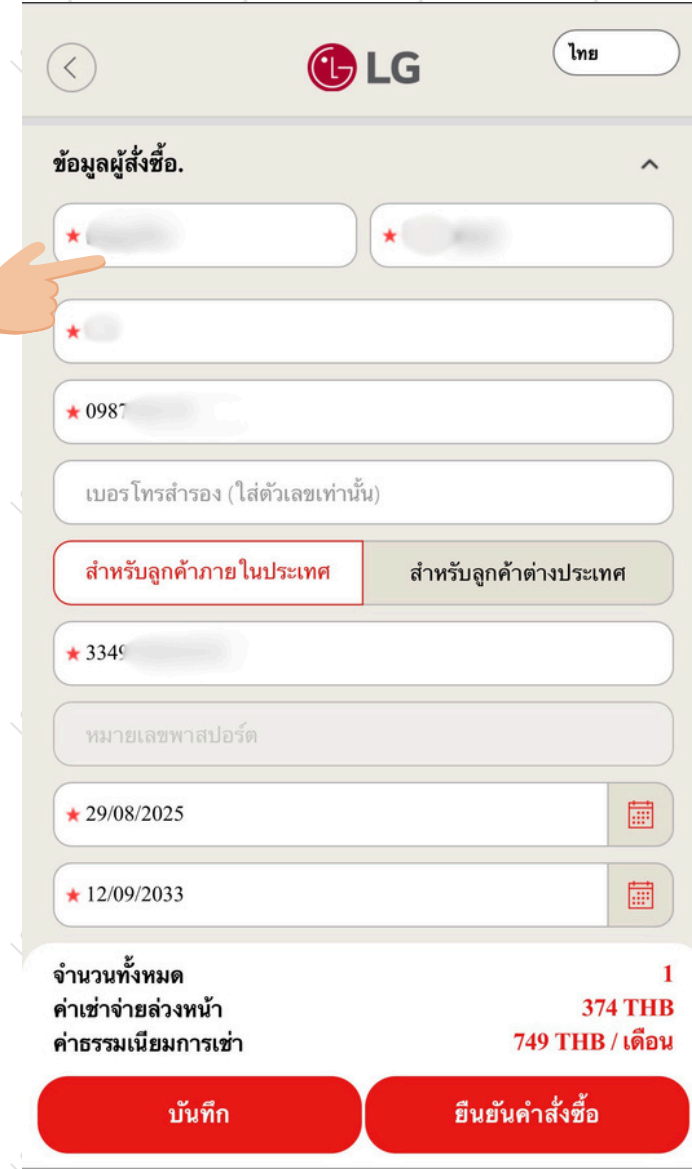 LG
ไทย
ข้อมูลผู้สั่งซื้อ.
★
★
★
★ 0987
เบอรโทรสำรอง (ใส่ตัวเลขเท่านั้น)
สำหรับลูกค้าภายในประเทศ
สำหรับลูกค้าต่างประเทศ
★ 3349
หมายเลขพาสปอร์ต
★ 29/08/2025
★ 12/09/2033
จำนวนทั้งหมด 1
ค่าเช่าจ่ายล่วงหน้า 374 THB
ค่าธรรมเนียมการเช่า 749 THB / เดือน
บันทึก
ยืนยันคำสั่งซื้อ